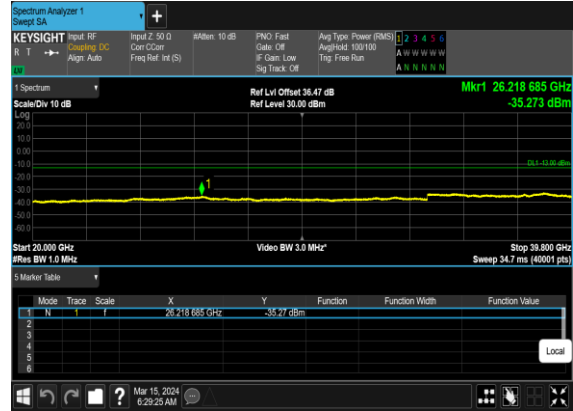 Spectrum Analyzer 1
Swept SA
+
KEYSIGHT Input: RF Input Z: 50 Ω #Atten: 10 dB PNO: Fast Avg Type: Power (RMS) 1 2 3 4 5 6
R T Coupling: DC Corr CCorr Gate: Off Avg|Hold: 100/100 A W W W W W
Align: Auto Freq Ref: Int (S) IF Gain: Low Trig: Free Run
Sig Track: Off A N N N N N
1 Spectrum Ref Lvl Offset 36.47 dB Mkr1 26.218 685 GHz
Scale/Div 10 dB Ref Level 30.00 dBm -35.273 dBm
Log
20.0
10.0
0.00
-10.0
DL1 -13.00 dBm
-20.0
-30.0
1
-40.0
-50.0
-60.0
Start 20.000 GHz Video BW 3.0 MHz* Stop 39.800 GHz
#Res BW 1.0 MHz Sweep 34.7 ms (40001 pts)
5 Marker Table
Mode Trace Scale X Y Function Function Width Function Value
1 N 1 f 26.218 685 GHz -35.27 dBm
2
3
4
5
6
Local
? Mar 15, 2024
6:29:25 AM